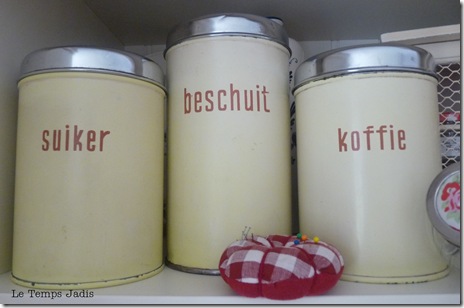 suiker
beschuit
koffie
Le Temps Jadis